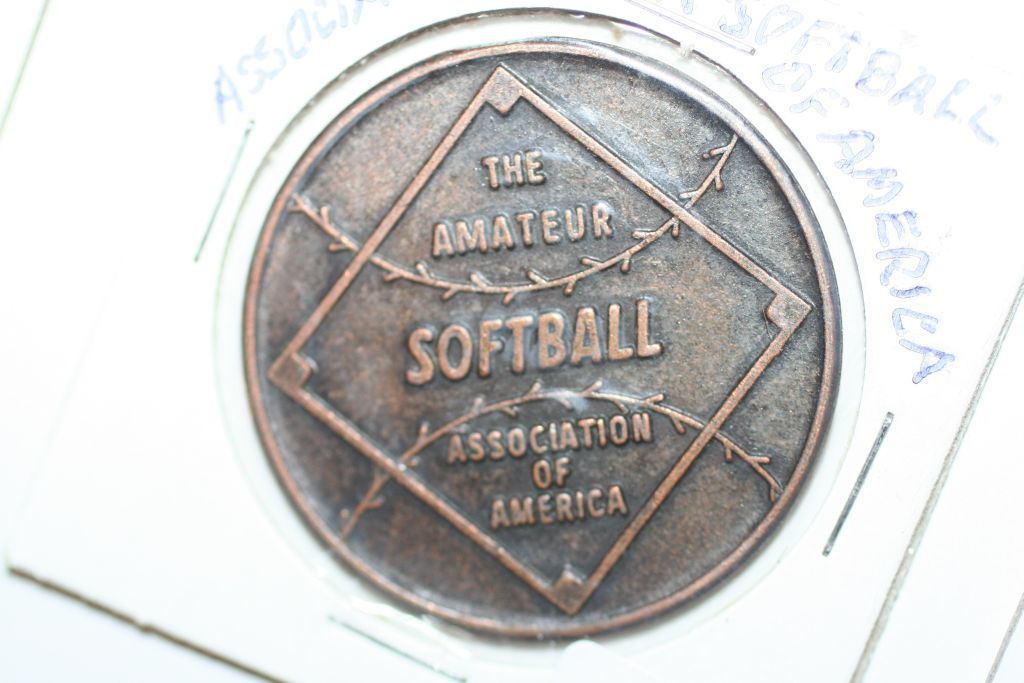 THE
AMATEUR
SOFTBALL
ASSOCIATION
OF
AMERICA
SOFTBALL
OF AMERICA